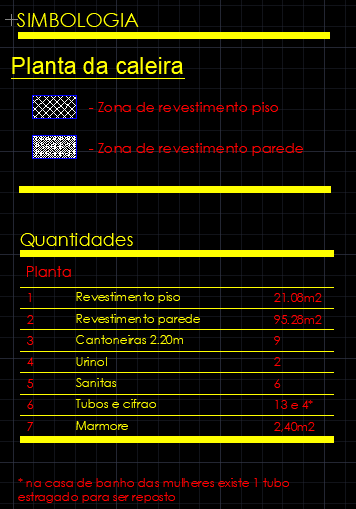 SIMBOLOGIA
Planta da caleira
- Zona de revestimento piso
- Zona de revestimento parede
Quantidades
Planta
1 Revestimento piso 21.08m2
2 Revestimento parede 95.28m2
3 Cantoneiras 2.20m 9
4 Urinol 2
5 Sanitas 6
6 Tubos e cifrao 13 e 4*
7 Marmore 2.40m2
* na casa de banho das mulheres existe 1 tubo
estragado para ser reposto